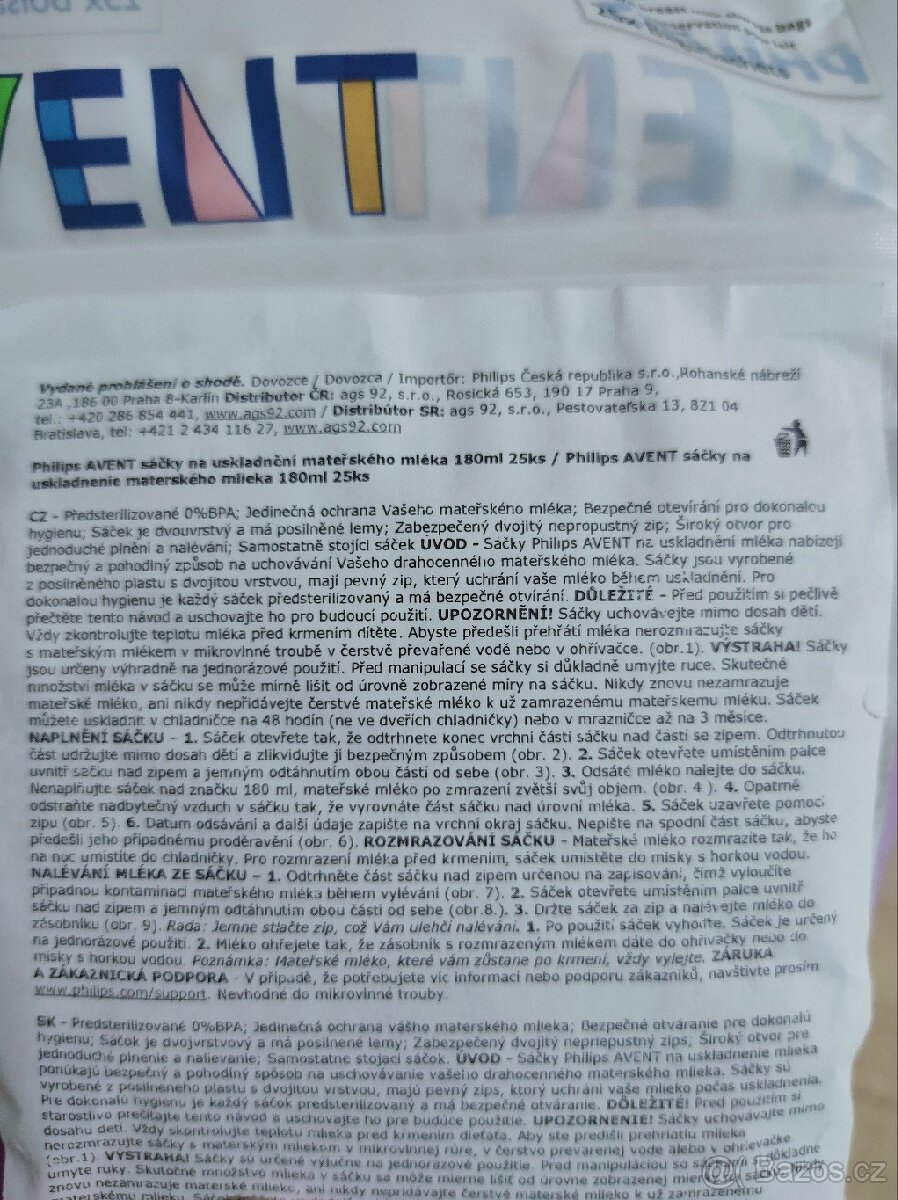 25x
Breast milk storage bags
VENT
Vydané prohlášení o shodě. Dovozce / Dovozca / Importőr: Philips Česká republika s.r.o.,Rohanské nábřeží
23A ,186 00 Praha 8-Karlín Distributor ČR: ags 92, s.r.o., Rosická 653, 190 17 Praha 9,
tel.: +420 286 854 441, www.ags92.com / Distribútor SR: ags 92, s.r.o., Pestovateľská 13, 821 04
Bratislava, tel: +421 2 434 116 27, www.ags92.com
Philips AVENT sáčky na uskladnění mateřského mléka 180ml 25ks / Philips AVENT sáčky na
uskladnenie materského mlieka 180ml 25ks
CZ - Předsterilizované 0%BPA; Jedinečná ochrana Vašeho mateřského mléka; Bezpečné otevírání pro dokonalou
hygienu; Sáček je dvouvrstvý a má posilněné lemy; Zabezpečený dvojitý nepropustný zip; Široký otvor pro
jednoduché plnění a nalévání; Samostatně stojící sáček ÚVOD - Sáčky Philips AVENT na uskladnění mléka nabízejí
bezpečný a pohodlný způsob na uchovávání Vašeho drahocenného mateřského mléka. Sáčky jsou vyrobené
z posilněného plastu s dvojitou vrstvou, mají pevný zip, který uchrání vaše mléko během uskladnění. Pro
dokonalou hygienu je každý sáček předsterilizovaný a má bezpečné otvírání. DŮLEŽITÉ - Před použitím si pečlivě
přečtěte tento návod a uschovajte ho pro budoucí použití. UPOZORNĚNÍ! Sáčky uchovávejte mimo dosah dětí.
Vždy zkontrolujte teplotu mléka před krmením dítěte. Abyste předešli přehřátí mléka nerozmrazujte sáčky
s mateřským mlékem v mikrovlnné troubě v čerstvě převařené vodě nebo v ohřívačce. (obr.1). VÝSTRAHA! Sáčky
jsou určeny výhradně na jednorázové použití. Před manipulací se sáčky si důkladně umyjte ruce. Skutečné
množství mléka v sáčku se může mírně lišit od úrovně zobrazené míry na sáčku. Nikdy znovu nezamrazuje
mateřské mléko, ani nikdy nepřidávejte čerstvé mateřské mléko k už zamrazenému mateřskému mléku. Sáček
můžete uskladnit v chladničce na 48 hodin (ne ve dveřích chladničky) nebo v mrazničce až na 3 měsíce.
NAPLNĚNÍ SÁČKU - 1. Sáček otevřete tak, že odtrhnete konec vrchní části sáčku nad částí se zipem. Odtrhnutou
část udržujte mimo dosah dětí a zlikvidujte ji bezpečným způsobem (obr. 2). 2. Sáček otevřete umístěním palce
uvnitř sáčku nad zipem a jemným odtáhnutím obou částí od sebe (obr. 3). 3. Odsáté mléko nalejte do sáčku.
Nenaplňujte sáček nad značku 180 ml, mateřské mléko po zmrazení zvětší svůj objem. (obr. 4 ). 4. Opatrně
odstraňte nadbytečný vzduch v sáčku tak, že vyrovnáte část sáčku nad úrovní mléka. 5. Sáček uzavřete pomocí
zipu (obr. 5). 6. Datum odsávání a další údaje zapište na vrchní okraj sáčku. Nepište na spodní část sáčku, abyste
předešli jeho případnému proděravění (obr. 6). ROZMRAZOVÁNÍ SÁČKU - Mateřské mléko rozmrazíte tak, že ho
na noc umístíte do chladničky. Pro rozmrazení mléka před krmením, sáček umístěte do misky s horkou vodou.
NALÉVÁNÍ MLÉKA ZE SÁČKU - 1. Odtrhněte část sáčku nad zipem určenou na zapisování, čímž vyloučíte
případnou kontaminaci mateřského mléka během vylévání (obr. 7). 2. Sáček otevřete umístěním palce uvnitř
sáčku nad zipem a jemným odtáhnutím obou částí od sebe (obr.8.). 3. Držte sáček za zip a nalévejte mléko do
zásobníku (obr. 9). Rada: Jemne stlačte zip, což Vám ulehčí nalévání. 1. Po použití sáček vyhoďte. Sáček je určený
na jednorázové použití. 2. Mléko ohřejete tak, že zásobník s rozmrazeným mlékem dáte do ohřívačky nebo do
misky s horkou vodou. Poznámka: Mateřské mléko, které vám zůstane po krmení, vždy vylejte. ZÁRUKA
A ZÁKAZNICKÁ PODPORA - V případě, že potřebujete víc informací nebo podporu zákazníků, navštivte prosím
www.philips.com/support. Nevhodné do mikrovlnné trouby.
SK - Predsterilizované 0%BPA; Jedinečná ochrana vášho materského mlieka; Bezpečné otváranie pre dokonalú
hygienu; Sáčok je dvojvrstvový a má posilnené lemy; Zabezpečený dvojitý nepriepustný zips; Široký otvor pre
jednoduché plnenie a nalievanie; Samostatne stojaci sáčok. ÚVOD - Sáčky Philips AVENT na uskladnenie mlieka
ponúkajú bezpečný a pohodlný spôsob na uschovávanie vašeho drahocenného materského mlieka. Sáčky sú
vyrobené z posilneného plastu s dvojitou vrstvou, majú pevný zips, ktorý uchráni vaše mlieko počas uskladnenia.
Pre dokonalú hygienu je každý sáčok predsterilizovaný a má bezpečné otváranie. DÔLEŽITÉ! Pred použitím si
starostlivo prečítajte tento návod a uschovajte ho pre budúce použitie. UPOZORNENIE! Sáčky uchovávajte mimo
dosahu detí. Vždy skontrolujte teplotu mlieka pred kŕmením dieťaťa. Aby ste predišli prehriatiu mlieka
nerozmrazujte sáčky s materským mliekom v mikrovlnnej rúre, v čerstvo prevarenej vode alebo v ohrievačke
(obr.1) VÝSTRAHA! Sáčky sú určené výlučne na jednorazové použitie. Pred manipuláciou so sáčkami si
umyte ruky. Skutočné množstvo mlieka v sáčku sa môže mierne líšiť od úrovne zobrazenej miery na
znovu nezamrazujte materské mlieko, ani nikdy nepridávajte čerstvé materské mlieko k už zamrazenému
materskému mlieku.
Bazoš.cz